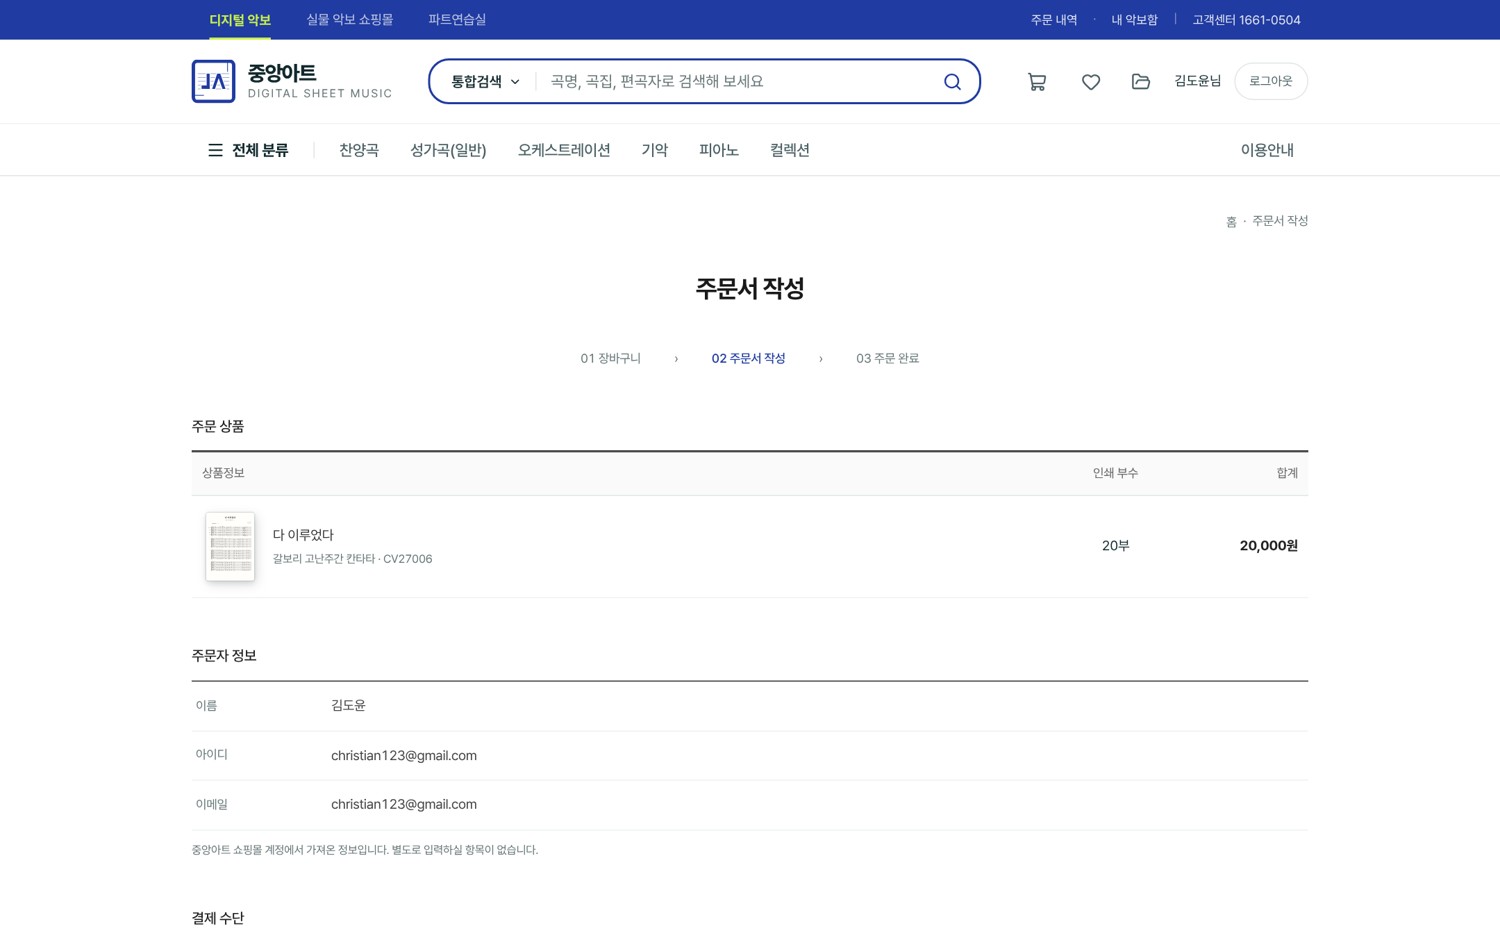 디지털 악보
실물 악보 쇼핑몰
파트연습실
주문 내역 · 내 악보함 | 고객센터 1661-0504
JA
중앙아트
DIGITAL SHEET MUSIC
통합검색
곡명, 곡집, 편곡자로 검색해 보세요
김도윤님
로그아웃
전체 분류
찬양곡
성가곡(일반)
오케스트레이션
기악
피아노
컬렉션
이용안내
홈 · 주문서 작성
주문서 작성
01 장바구니 › 02 주문서 작성 › 03 주문 완료
주문 상품
상품정보 인쇄 부수 합계
다 이루었다
갈보리 고난주간 칸타타 · CV27006
20부
20,000원
주문자 정보
이름 김도윤
아이디 christian123@gmail.com
이메일 christian123@gmail.com
중앙아트 쇼핑몰 계정에서 가져온 정보입니다. 별도로 입력하실 항목이 없습니다.
결제 수단